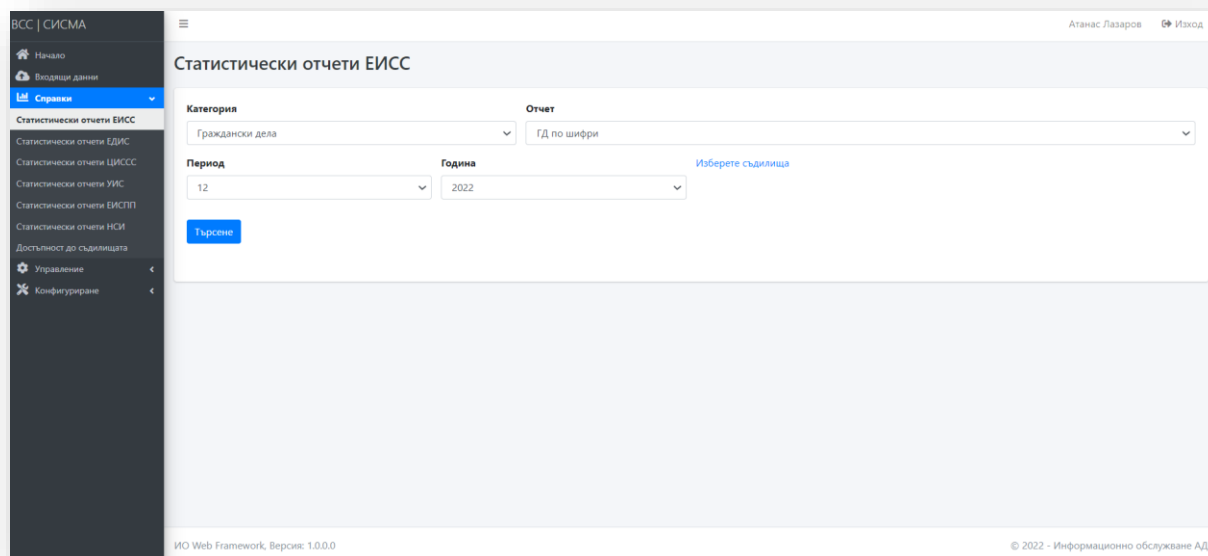 ВСС | СИСМА
Атанас Лазаров Изход
Начало
Входящи данни
Справки
Статистически отчети ЕИСС
Статистически отчети ЕДИС
Статистически отчети ЦИССС
Статистически отчети УИС
Статистически отчети ЕИСПП
Статистически отчети НСИ
Достъпност до съдилищата
Управление
Конфигуриране
Статистически отчети ЕИСС
Категория Отчет
Граждански дела ГД по шифри
Период Година Изберете съдилища
12 2022
Търсене
ИО Web Framework, Версия: 1.0.0.0 © 2022 - Информационно обслужване АД